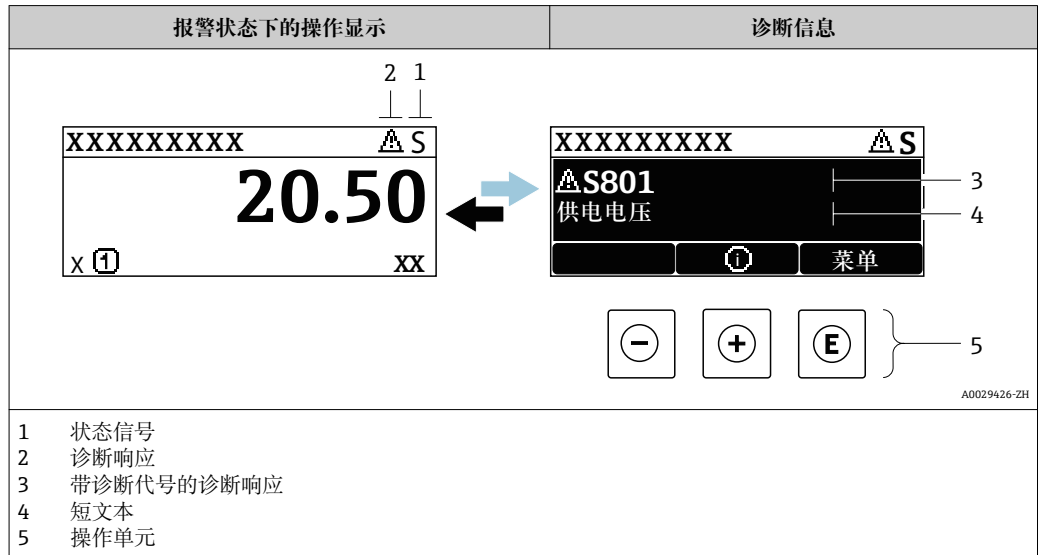 报警状态下的操作显示 诊断信息
2 1
XXXXXXXXX ⚠ S
20.50
X 1 XX
XXXXXXXXX ⚠ S
⚠S801
供电电压
i 菜单
3
4
- + E
5
A0029426-ZH
1 状态信号
2 诊断响应
3 带诊断代号的诊断响应
4 短文本
5 操作单元